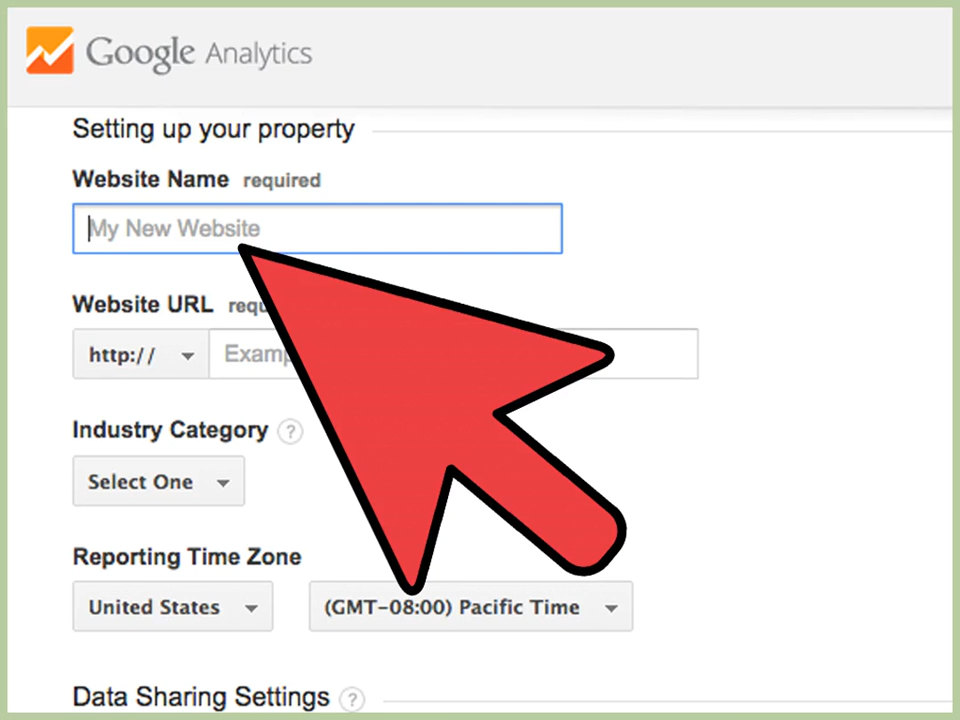 Google Analytics
Setting up your property
Website Name required
My New Website
Website URL
http://
Industry Category ?
Select One
Reporting Time Zone
United States (GMT-08:00) Pacific Time
Data Sharing Settings ?